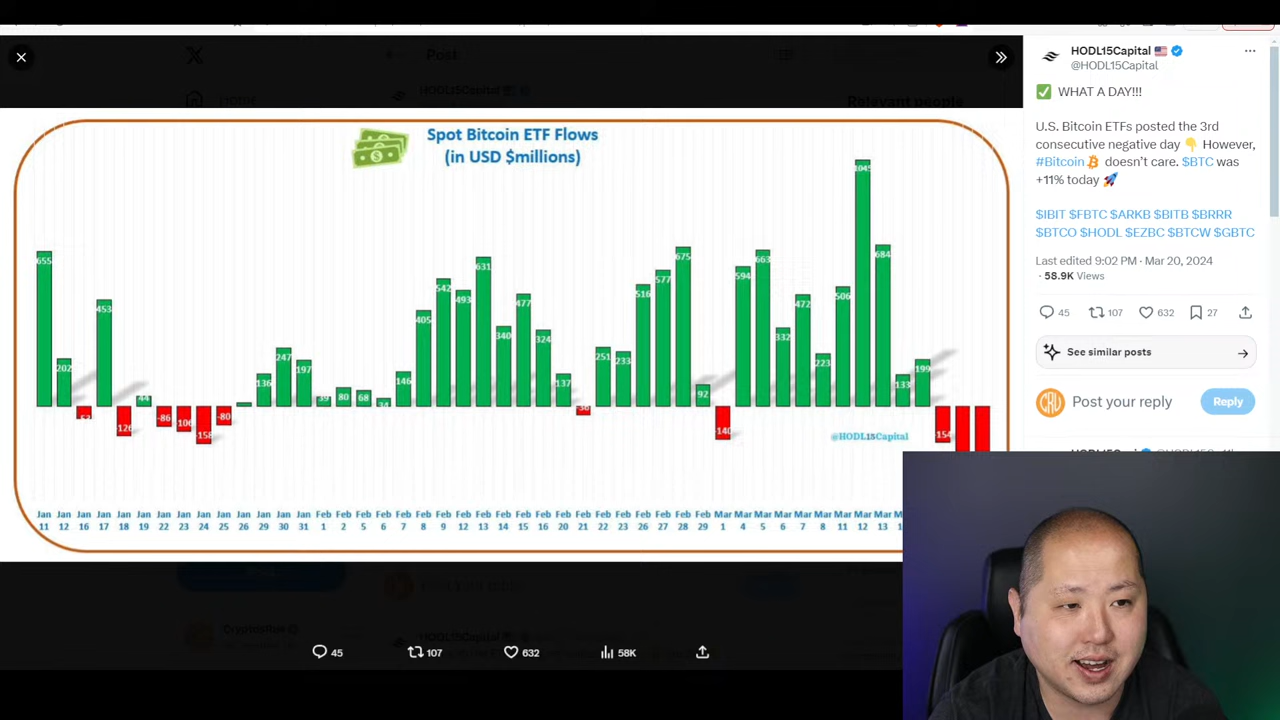 Post
HODL15Capital
@HODL15Capital
WHAT A DAY!!!
U.S. Bitcoin ETFs posted the 3rd
consecutive negative day However,
#Bitcoin doesn't care. $BTC was
+11% today
$IBIT $FBTC $ARKB $BITB $BRRR
$BTCO $HODL $EZBC $BTCW $GBTC
Last edited 9:02 PM · Mar 20, 2024
· 58.9K Views
45 107 632 27
See similar posts
CRU Post your reply Reply
Relevant people
Spot Bitcoin ETF Flows
(in USD $millions)
655 202 453 -126 44 -86 106 -158 -80 136 247 197 39 80 68 34 146 405 542 493 631 340 477 324 137 -36 251 233 516 577 675 92 -140 594 663 332 472 223 506 1045 684 133 199 -154
@HODL15Capital
Jan Jan Jan Jan Jan Jan Jan Jan Jan Jan Jan Jan Jan Jan Feb Feb Feb Feb Feb Feb Feb Feb Feb Feb Feb Feb Feb Feb Feb Feb Feb Feb Feb Feb Mar Mar Mar Mar Mar Mar Mar Mar Mar
11 12 16 17 18 19 22 23 24 25 26 29 30 31 1 2 5 6 7 8 9 12 13 14 15 16 20 21 22 23 26 27 28 29 1 4 5 6 7 8 11 12 13
45 107 632 58K